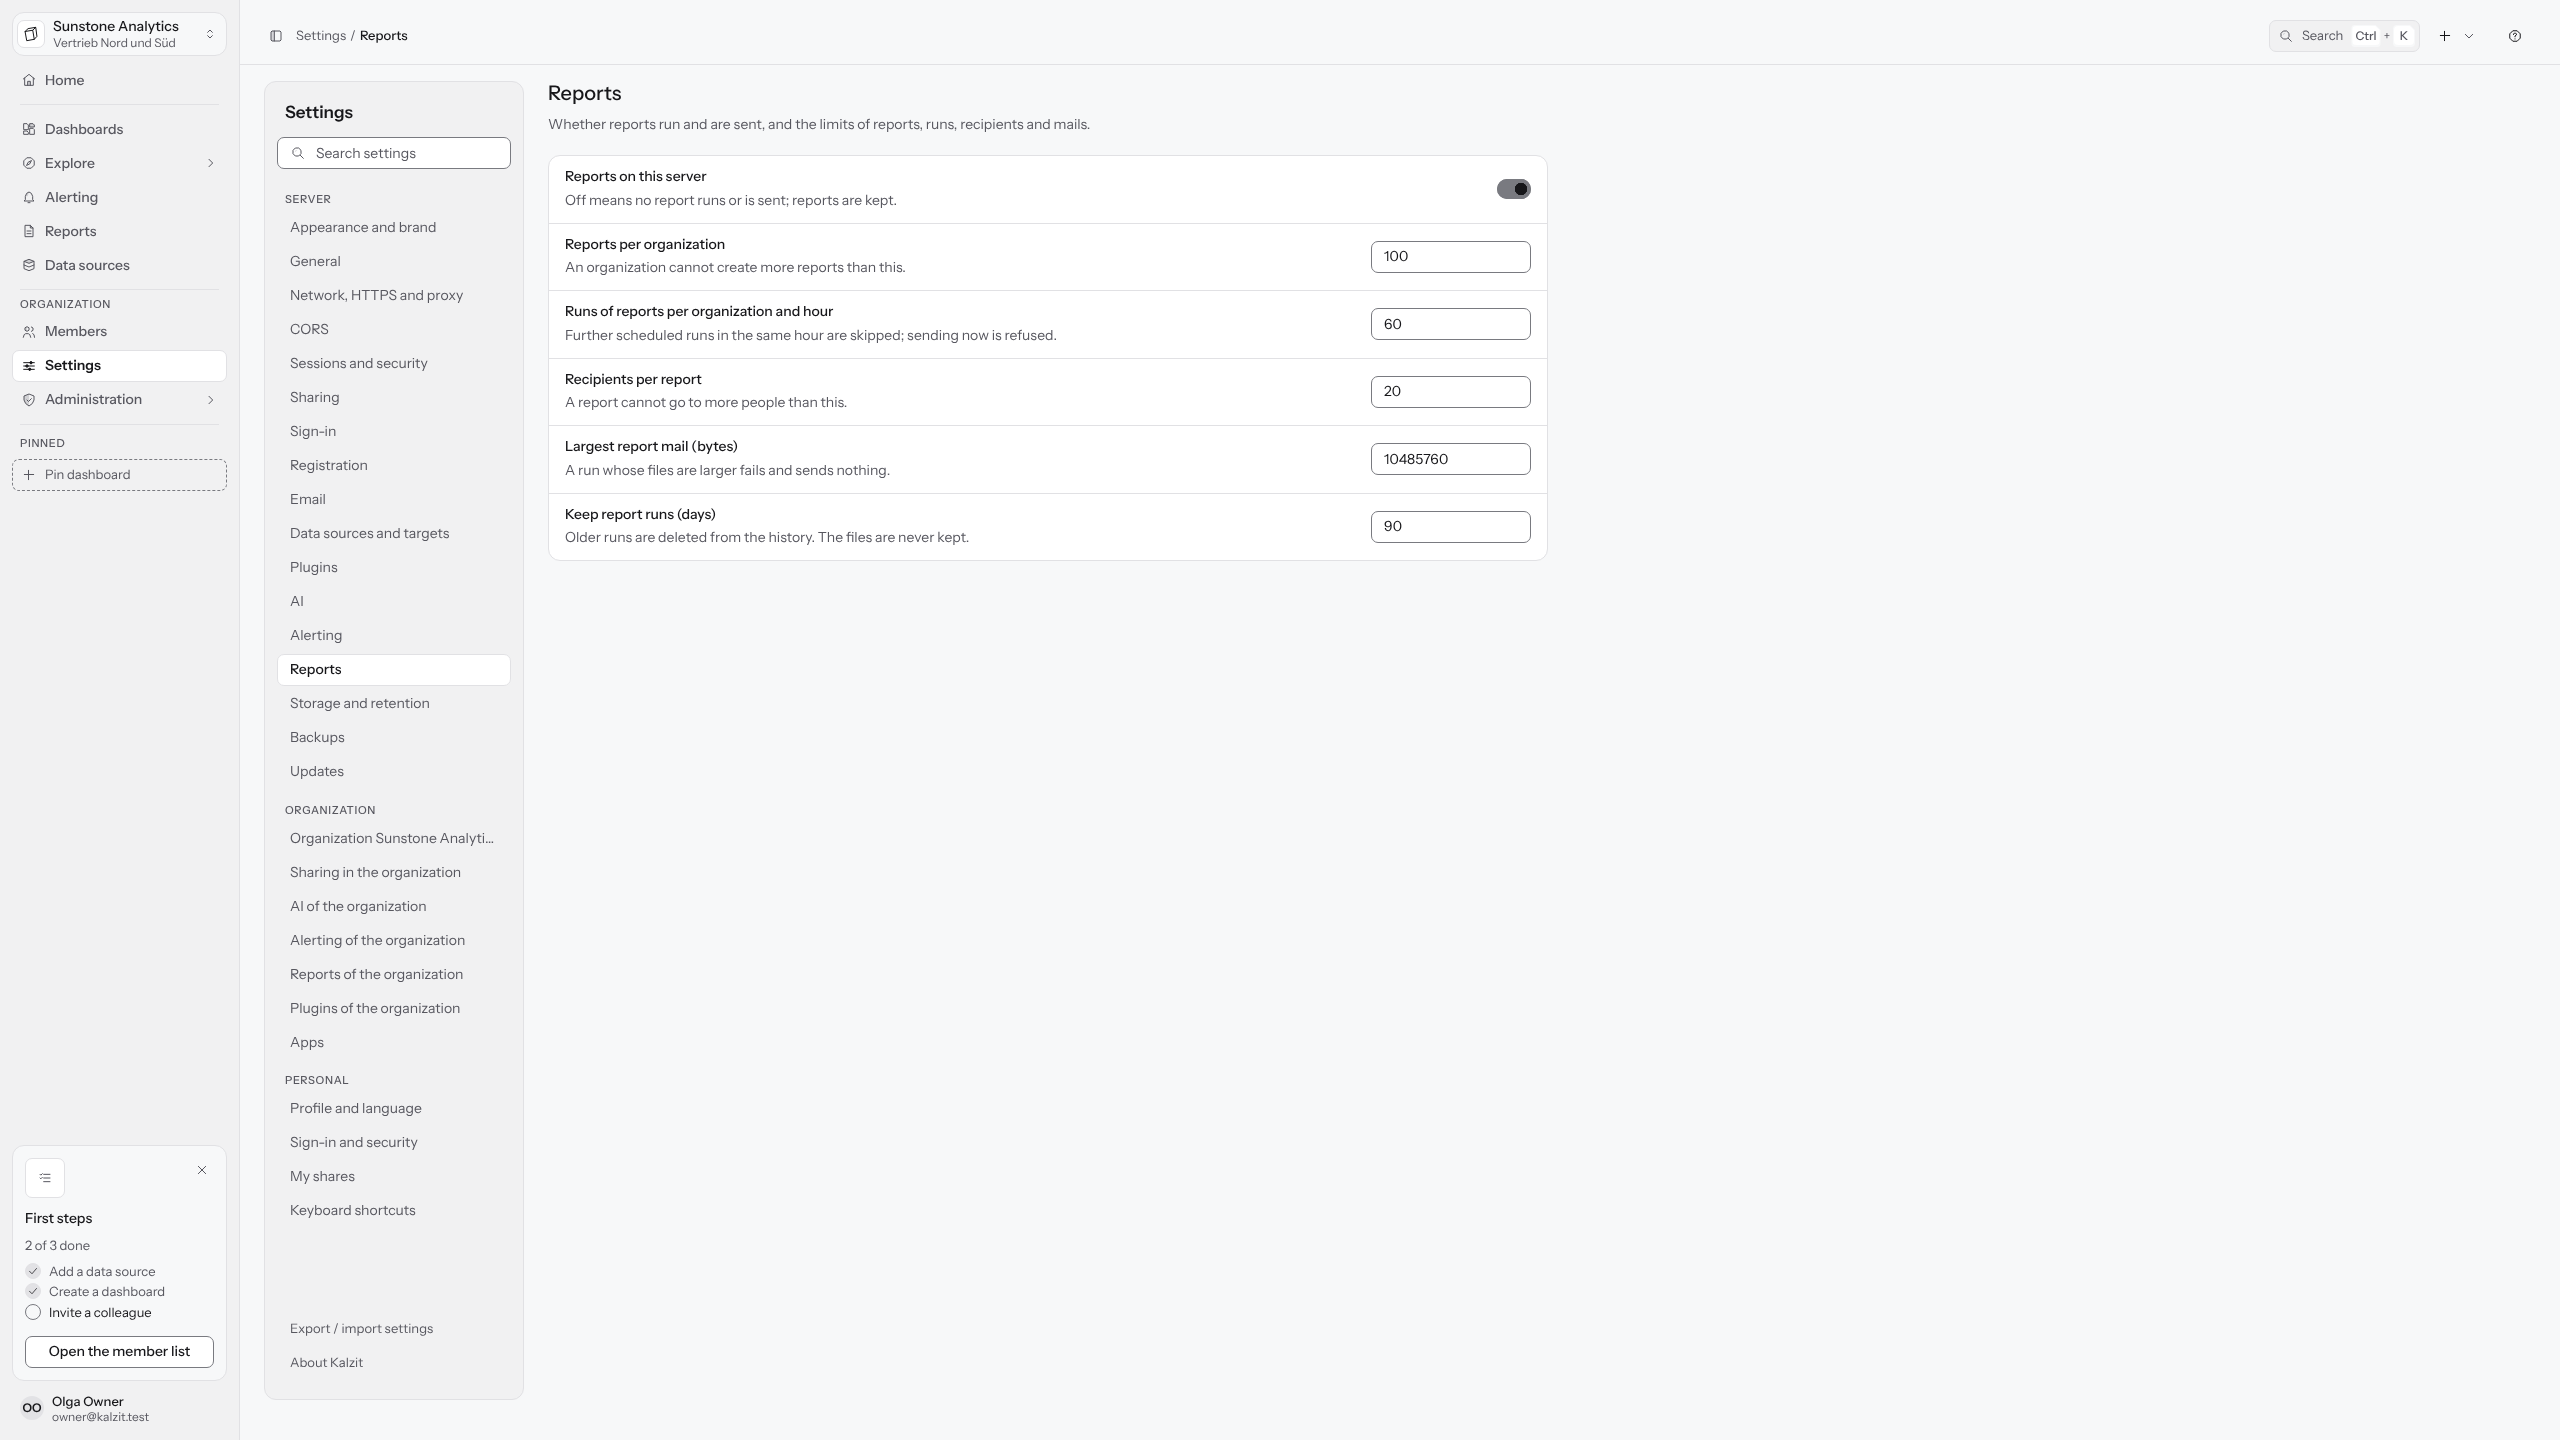 Sunstone Analytics
Vertrieb Nord und Süd
Home
Dashboards
Explore
Alerting
Reports
Data sources
ORGANIZATION
Members
Settings
Administration
PINNED
Pin dashboard
First steps
2 of 3 done
Add a data source
Create a dashboard
Invite a colleague
Open the member list
OO
Olga Owner
owner@kalzit.test
Settings / Reports
Search Ctrl + K
Settings
Search settings
SERVER
Appearance and brand
General
Network, HTTPS and proxy
CORS
Sessions and security
Sharing
Sign-in
Registration
Email
Data sources and targets
Plugins
AI
Alerting
Reports
Storage and retention
Backups
Updates
ORGANIZATION
Organization Sunstone Analyti...
Sharing in the organization
AI of the organization
Alerting of the organization
Reports of the organization
Plugins of the organization
Apps
PERSONAL
Profile and language
Sign-in and security
My shares
Keyboard shortcuts
Export / import settings
About Kalzit
Reports
Whether reports run and are sent, and the limits of reports, runs, recipients and mails.
Reports on this server
Off means no report runs or is sent; reports are kept.
Reports per organization
An organization cannot create more reports than this.
100
Runs of reports per organization and hour
Further scheduled runs in the same hour are skipped; sending now is refused.
60
Recipients per report
A report cannot go to more people than this.
20
Largest report mail (bytes)
A run whose files are larger fails and sends nothing.
10485760
Keep report runs (days)
Older runs are deleted from the history. The files are never kept.
90